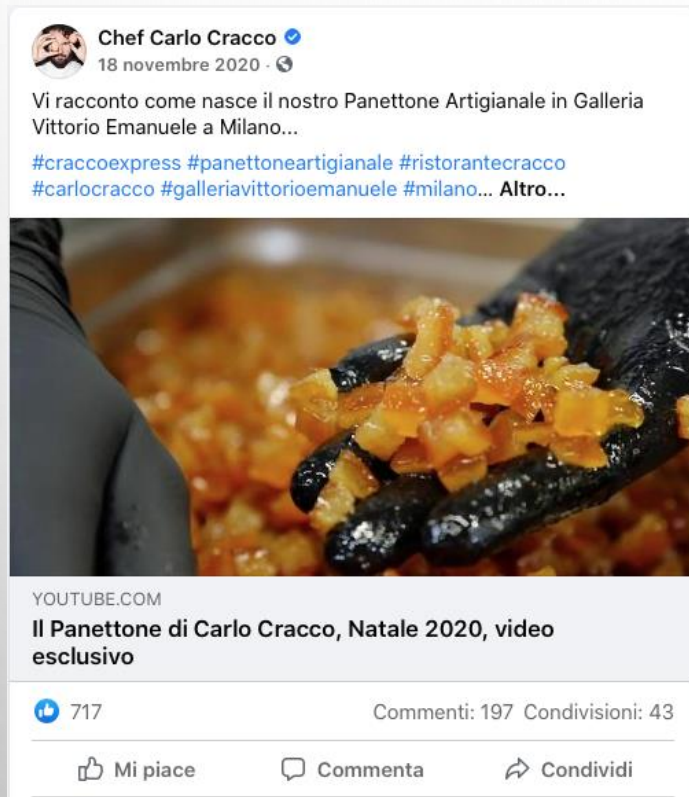 Chef Carlo Cracco
18 novembre 2020 ·
Vi racconto come nasce il nostro Panettone Artigianale in Galleria
Vittorio Emanuele a Milano...
#craccoexpress #panettoneartigianale #ristorantecracco
#carlocracco #galleriavittorioemanuele #milano... Altro...
YOUTUBE.COM
Il Panettone di Carlo Cracco, Natale 2020, video
esclusivo
717 Commenti: 197 Condivisioni: 43
Mi piace Commenta Condividi